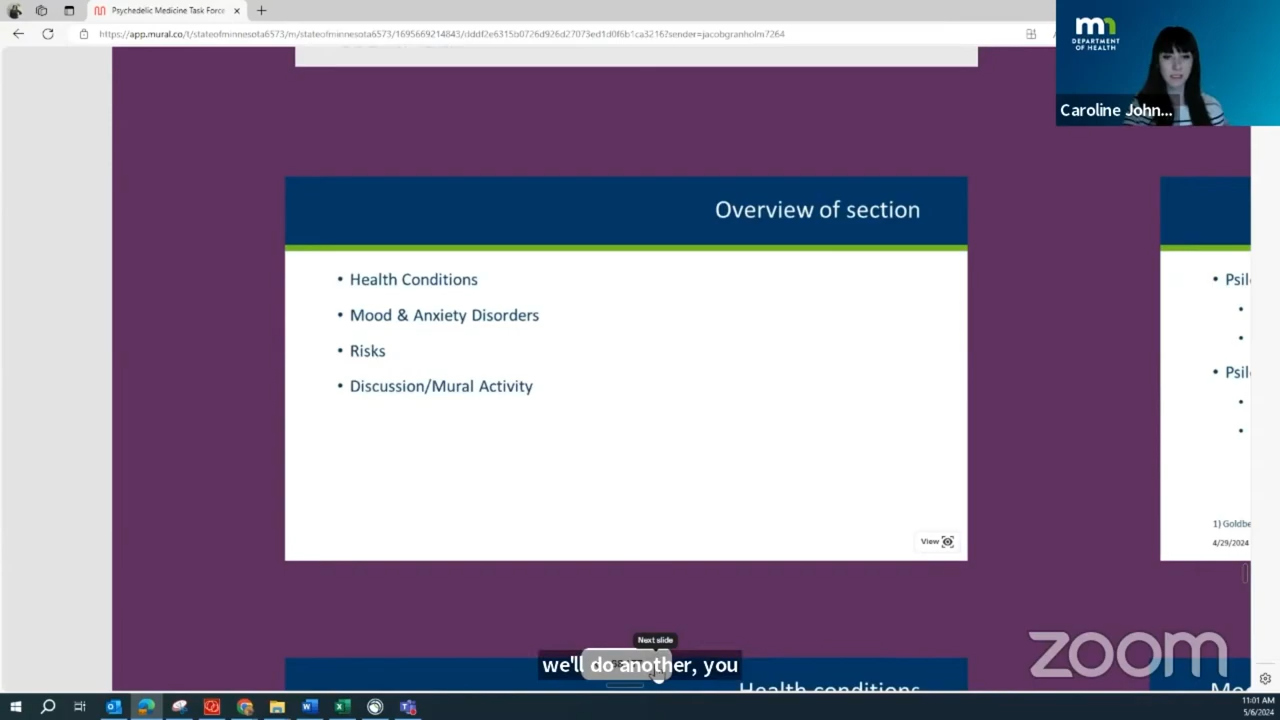 Psychedelic Medicine Task Force
https://app.mural.co/t/stateofminnesota6573/m/stateofminnesota6573/1695669214843/dddf2e6315b0726d926d27073ed1d0f6b1ca3216?sender=jacobgranholm7264
mn
DEPARTMENT
OF HEALTH
Caroline John...
Overview of section
• Health Conditions
• Mood & Anxiety Disorders
• Risks
• Discussion/Mural Activity
View
• Psil
• Psil
1) Goldbe
4/29/2024
Next slide
we'll do another, you
zoom
Health conditions
Mo
11:01 AM
5/6/2024